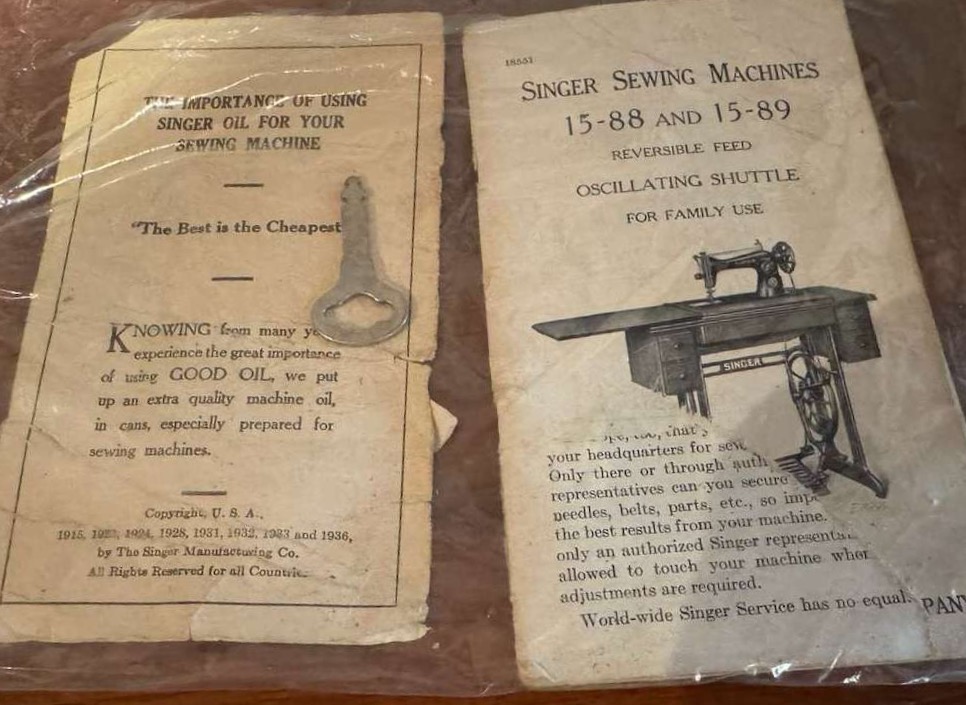 THE IMPORTANCE OF USING
SINGER OIL FOR YOUR
SEWING MACHINE
"The Best is the Cheapest
KNOWING from many
experience the great importance
of using GOOD OIL, we put
up an extra quality machine oil,
in cans, especially prepared for
sewing machines.
Copyright, U. S. A.,
1915, 1924, 1928, 1931, 1932, 1933 and 1936,
by The Singer Manufacturing Co.
All Rights Reserved for all
18551
SINGER SEWING MACHINES
15-88 AND 15-89
REVERSIBLE FEED
OSCILLATING SHUTTLE
FOR FAMILY USE
SINGER
that's
your headquarters for
Only there or through
representatives can you secure
needles, belts, parts, etc., so
the best results from your machine.
only an authorized Singer
allowed to touch your machine
adjustments are required.
World-wide Singer Service has no equal.